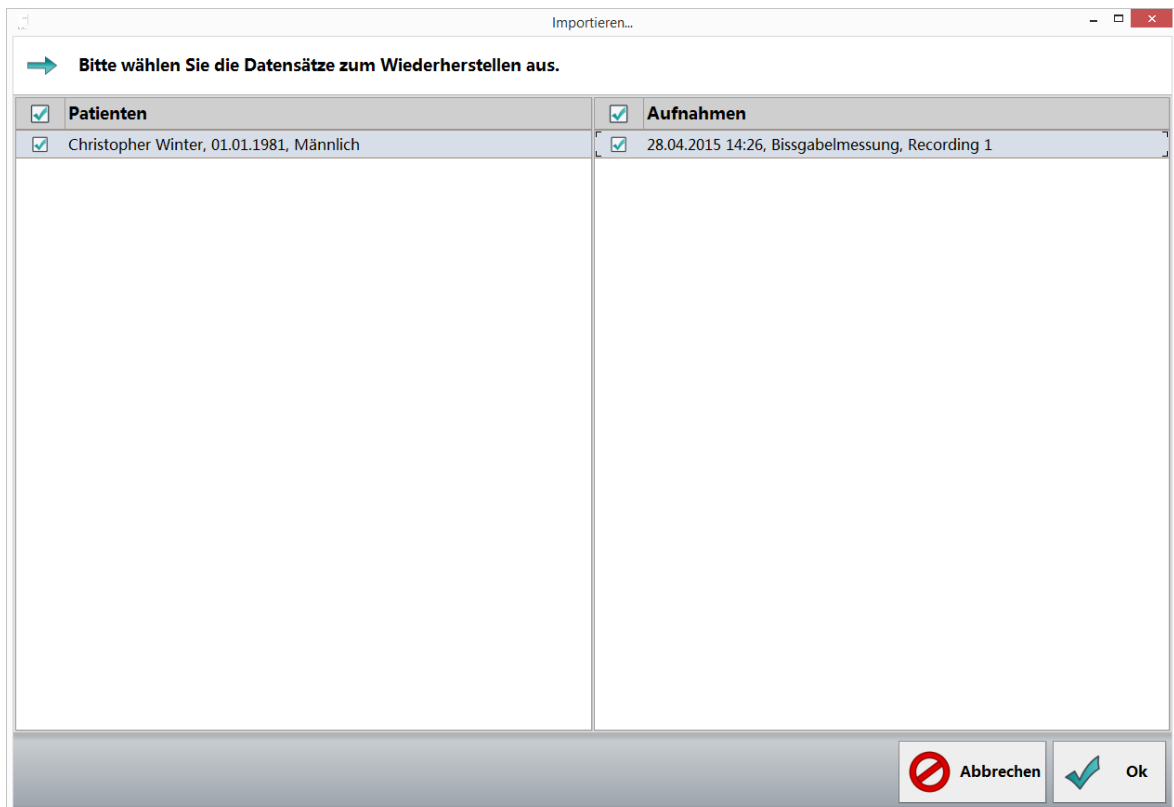 Importieren...
Bitte wählen Sie die Datensätze zum Wiederherstellen aus.
Patienten
Christopher Winter, 01.01.1981, Männlich
Aufnahmen
28.04.2015 14:26, Bissgabelmessung, Recording 1
Abbrechen
Ok